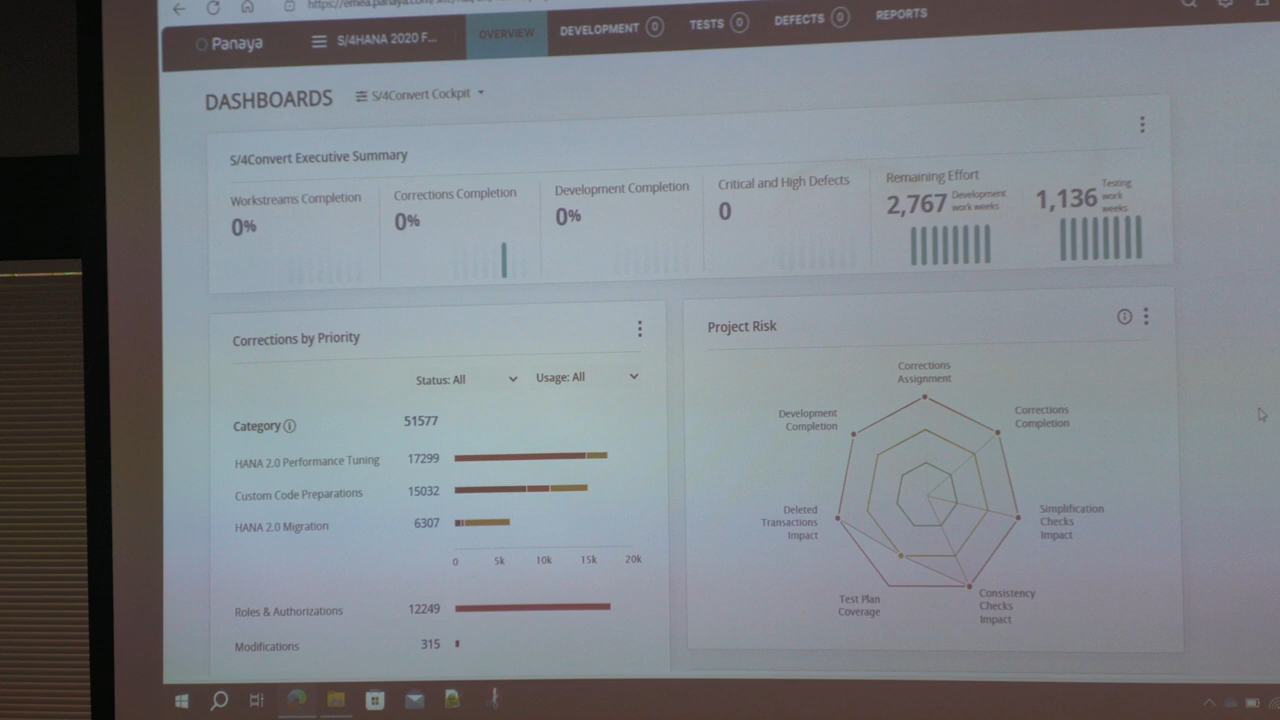 Panaya
S/4HANA 2020 F...
OVERVIEW
DEVELOPMENT 0
TESTS 0
DEFECTS 0
REPORTS
DASHBOARDS
S/4Convert Cockpit
S/4Convert Executive Summary
Workstreams Completion
0%
Corrections Completion
0%
Development Completion
0%
Critical and High Defects
0
Remaining Effort
2,767 Development
work weeks
1,136 Testing
work
weeks
Corrections by Priority
Status: All
Usage: All
Category
51577
HANA 2.0 Performance Tuning 17299
Custom Code Preparations 15032
HANA 2.0 Migration 6307
0 5k 10k 15k 20k
Roles & Authorizations 12249
Modifications 315
Project Risk
Corrections
Assignment
Corrections
Completion
Simplification
Checks
Impact
Consistency
Checks
Impact
Test Plan
Coverage
Deleted
Transactions
Impact
Development
Completion